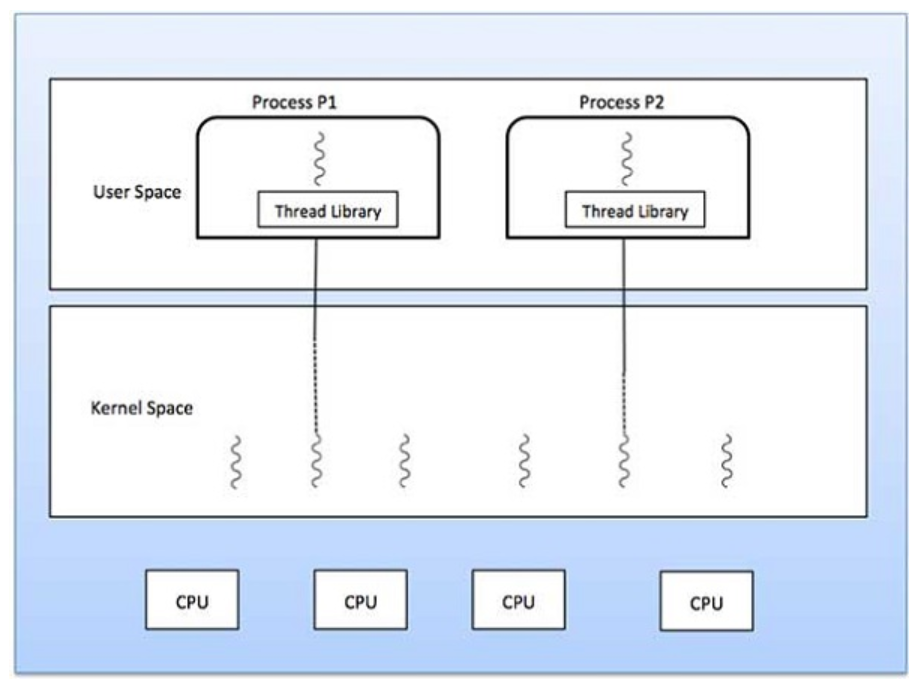 Process P1
Process P2
User Space
Thread Library
Thread Library
Kernel Space
CPU
CPU
CPU
CPU